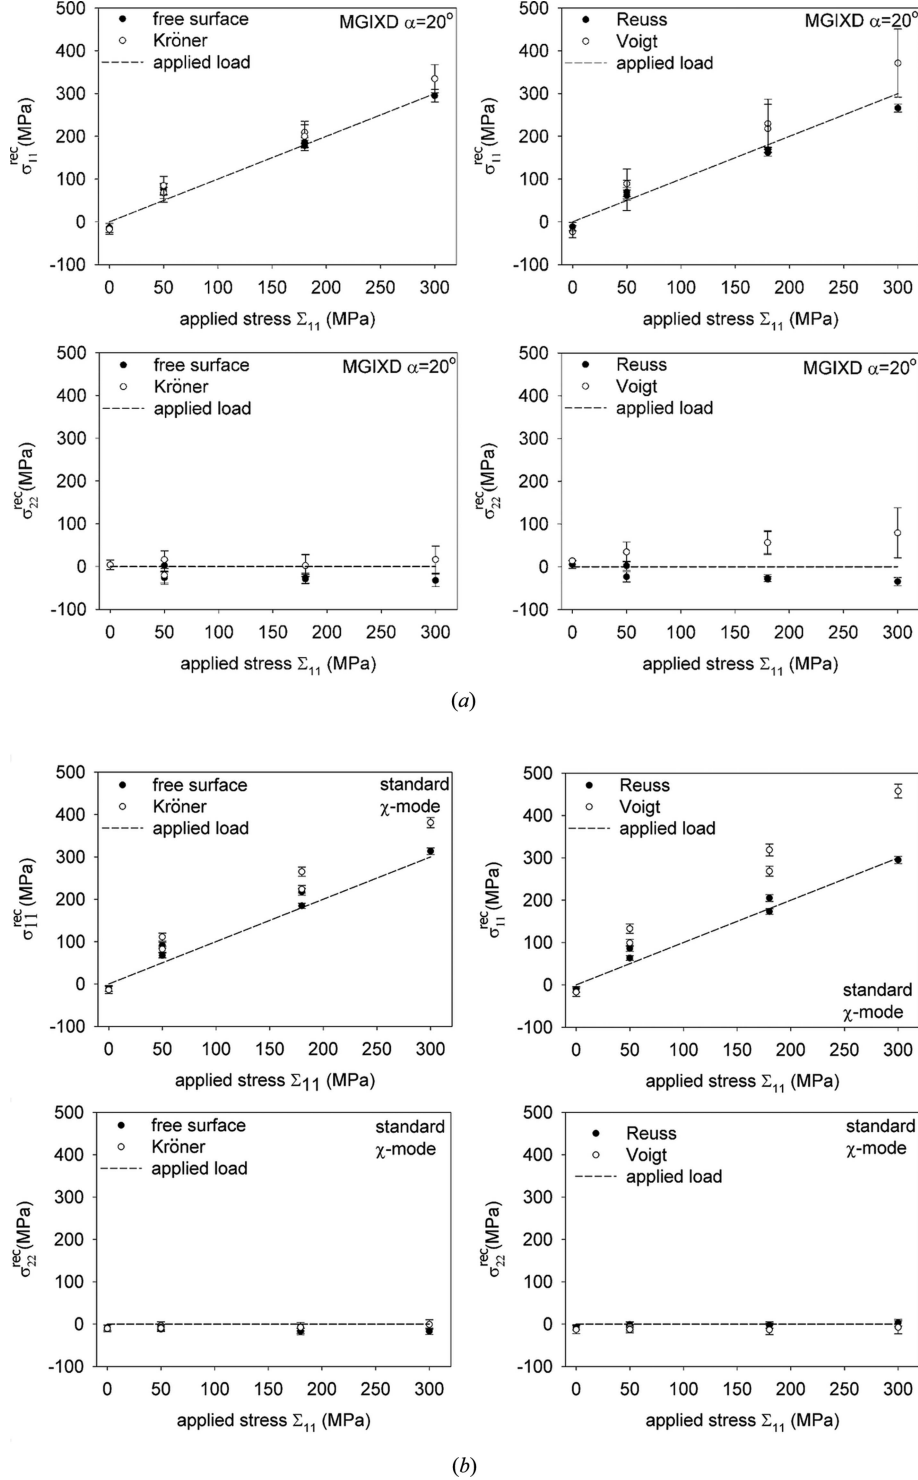 500
400
300
200
100
0
-100
σ₁₁ʳᵉᶜ (MPa)
free surface
Kröner
applied load
MGIXD α=20°
0 50 100 150 200 250 300
applied stress Σ₁₁ (MPa)
500
400
300
200
100
0
-100
σ₁₁ʳᵉᶜ (MPa)
Reuss
Voigt
applied load
MGIXD α=20°
0 50 100 150 200 250 300
applied stress Σ₁₁ (MPa)
500
400
300
200
100
0
-100
σ₂₂ʳᵉᶜ(MPa)
free surface
Kröner
applied load
MGIXD α=20°
0 50 100 150 200 250 300
applied stress Σ₁₁ (MPa)
500
400
300
200
100
0
-100
σ₂₂ʳᵉᶜ(MPa)
Reuss
Voigt
applied load
MGIXD α=20°
0 50 100 150 200 250 300
applied stress Σ₁₁ (MPa)
(a)
500
400
300
200
100
0
-100
σ11ʳᵉᶜ (MPa)
free surface
Kröner
applied load
standard
χ-mode
0 50 100 150 200 250 300
applied stress Σ11 (MPa)
500
400
300
200
100
0
-100
σ₁₁ʳᵉᶜ (MPa)
Reuss
Voigt
applied load
standard
χ-mode
0 50 100 150 200 250 300
applied stress Σ₁₁ (MPa)
500
400
300
200
100
0
-100
σ₂₂ʳᵉᶜ(MPa)
free surface
Kröner
applied load
standard
χ-mode
0 50 100 150 200 250 300
applied stress Σ₁₁ (MPa)
500
400
300
200
100
0
-100
σ₂₂ʳᵉᶜ(MPa)
Reuss
Voigt
applied load
standard
χ-mode
0 50 100 150 200 250 300
applied stress Σ₁₁ (MPa)
(b)